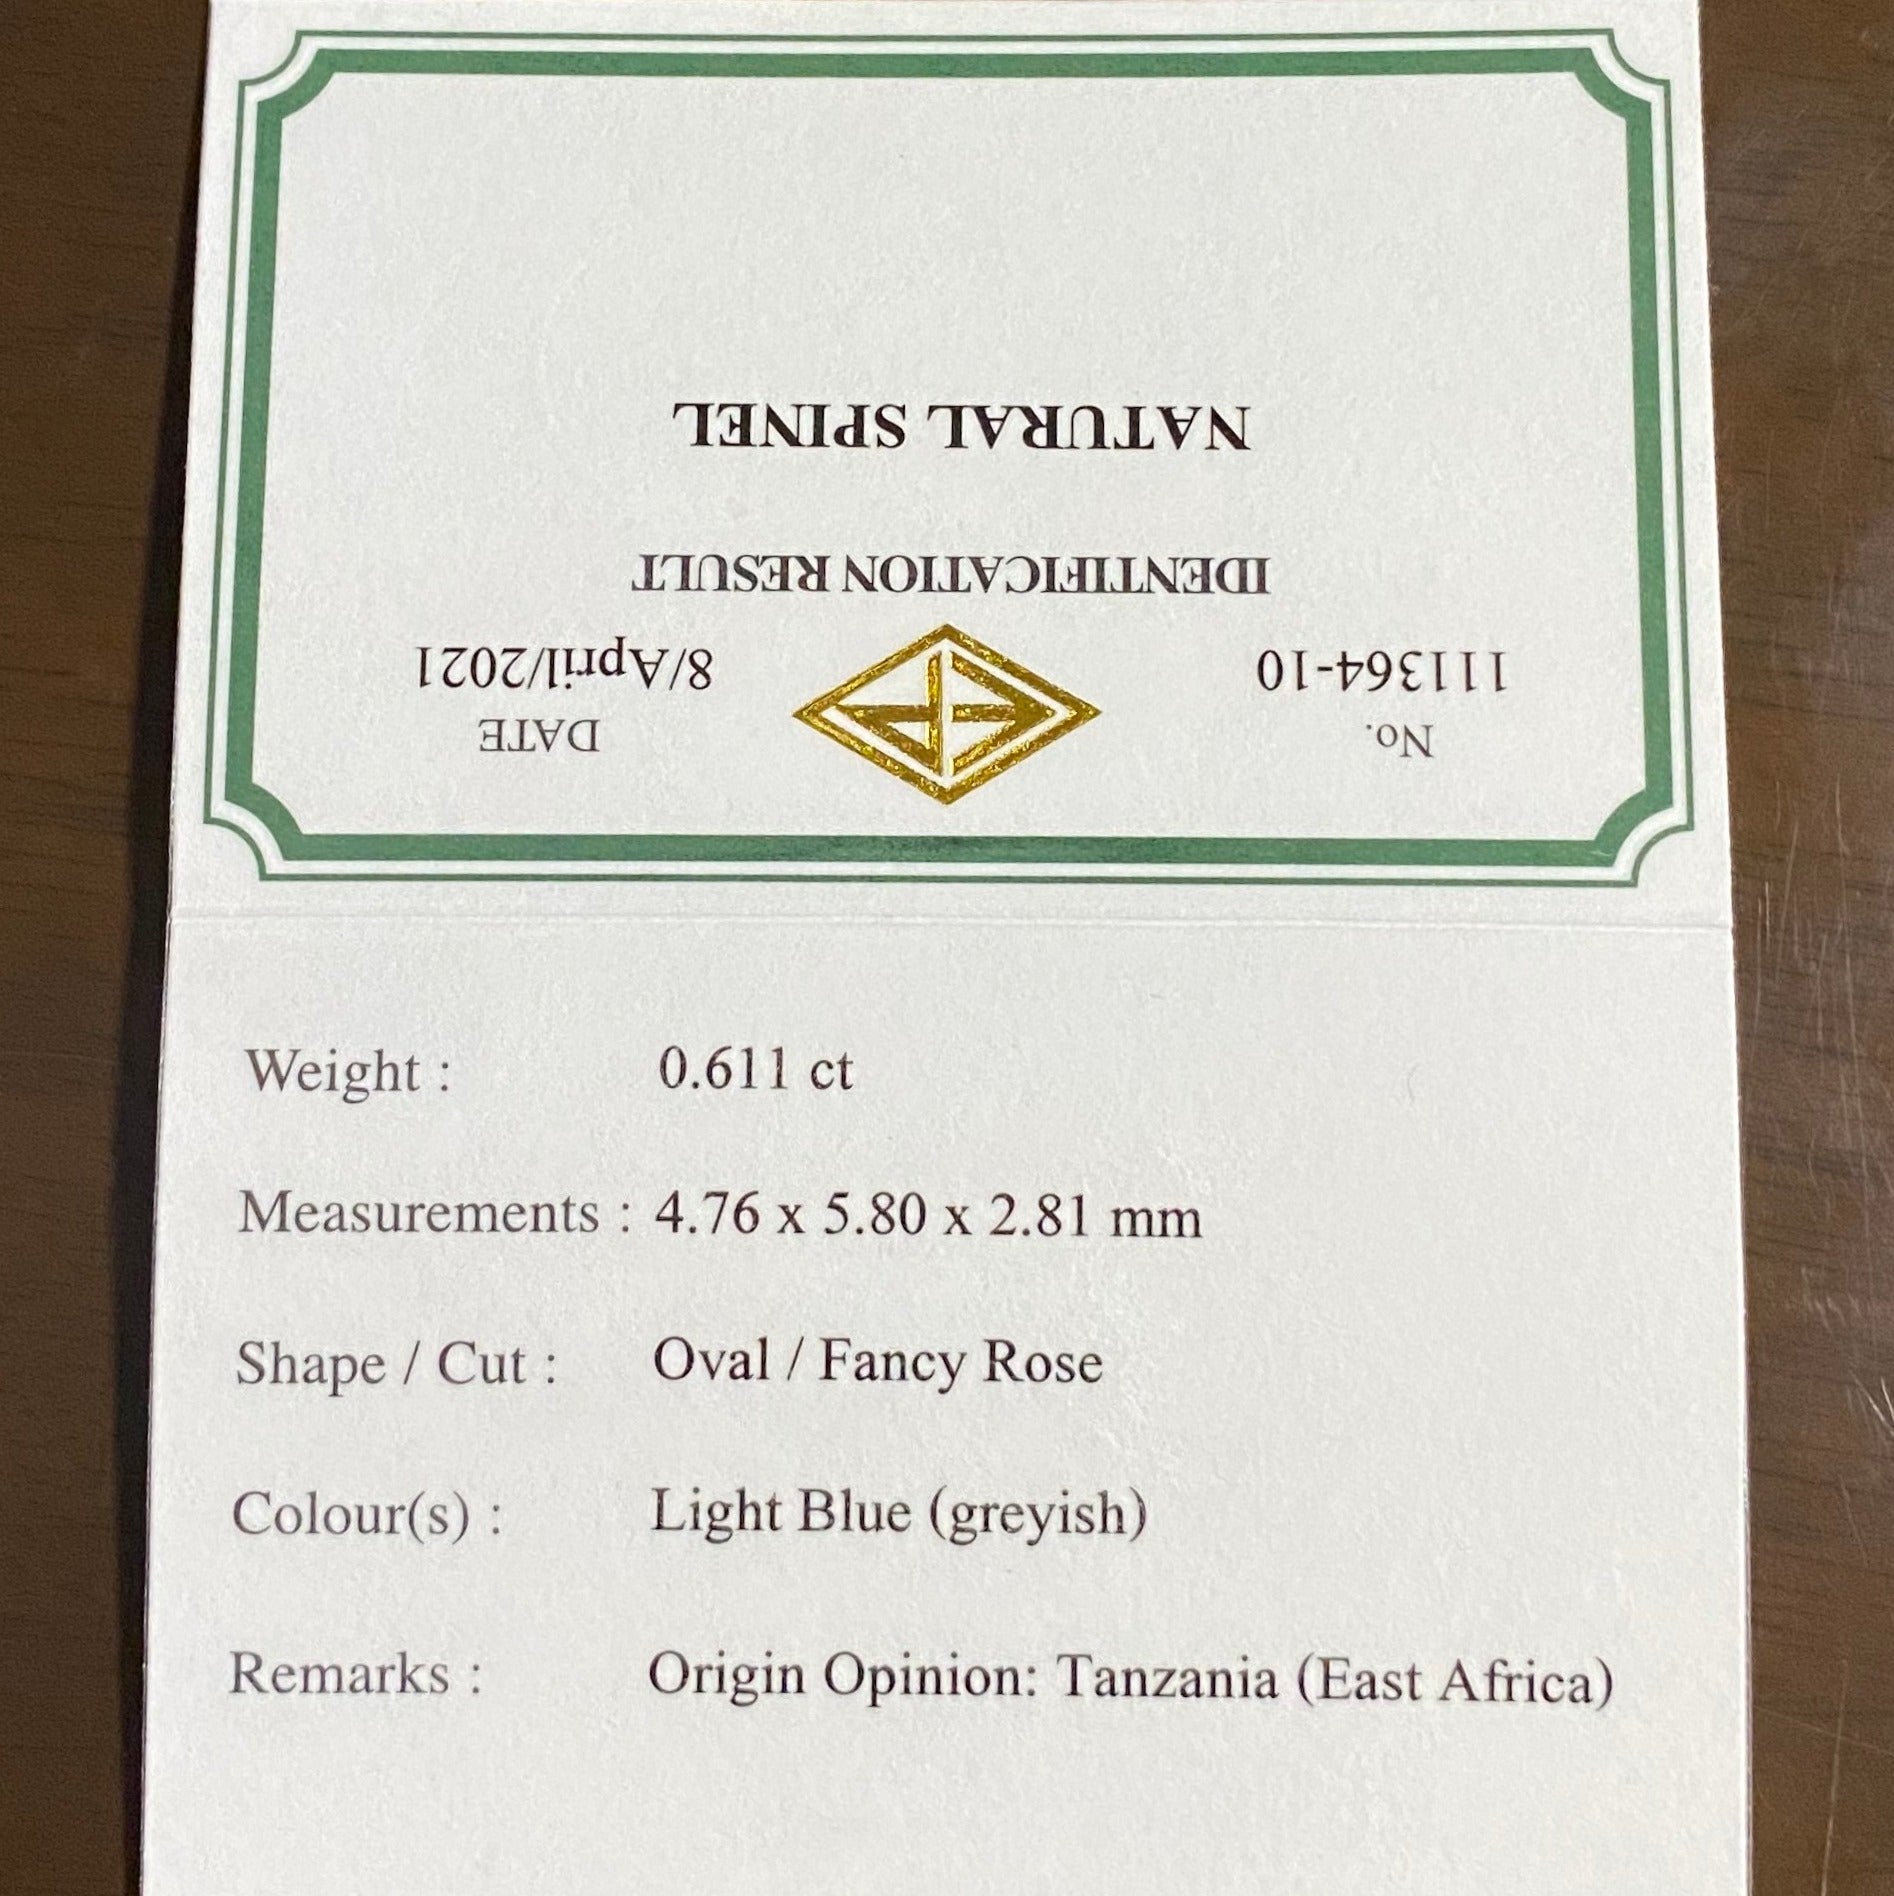 No.
111364-10
DATE
8/April/2021
IDENTIFICATION RESULT
NATURAL SPINEL
Weight : 0.611 ct
Measurements : 4.76 x 5.80 x 2.81 mm
Shape / Cut : Oval / Fancy Rose
Colour(s) : Light Blue (greyish)
Remarks : Origin Opinion: Tanzania (East Africa)